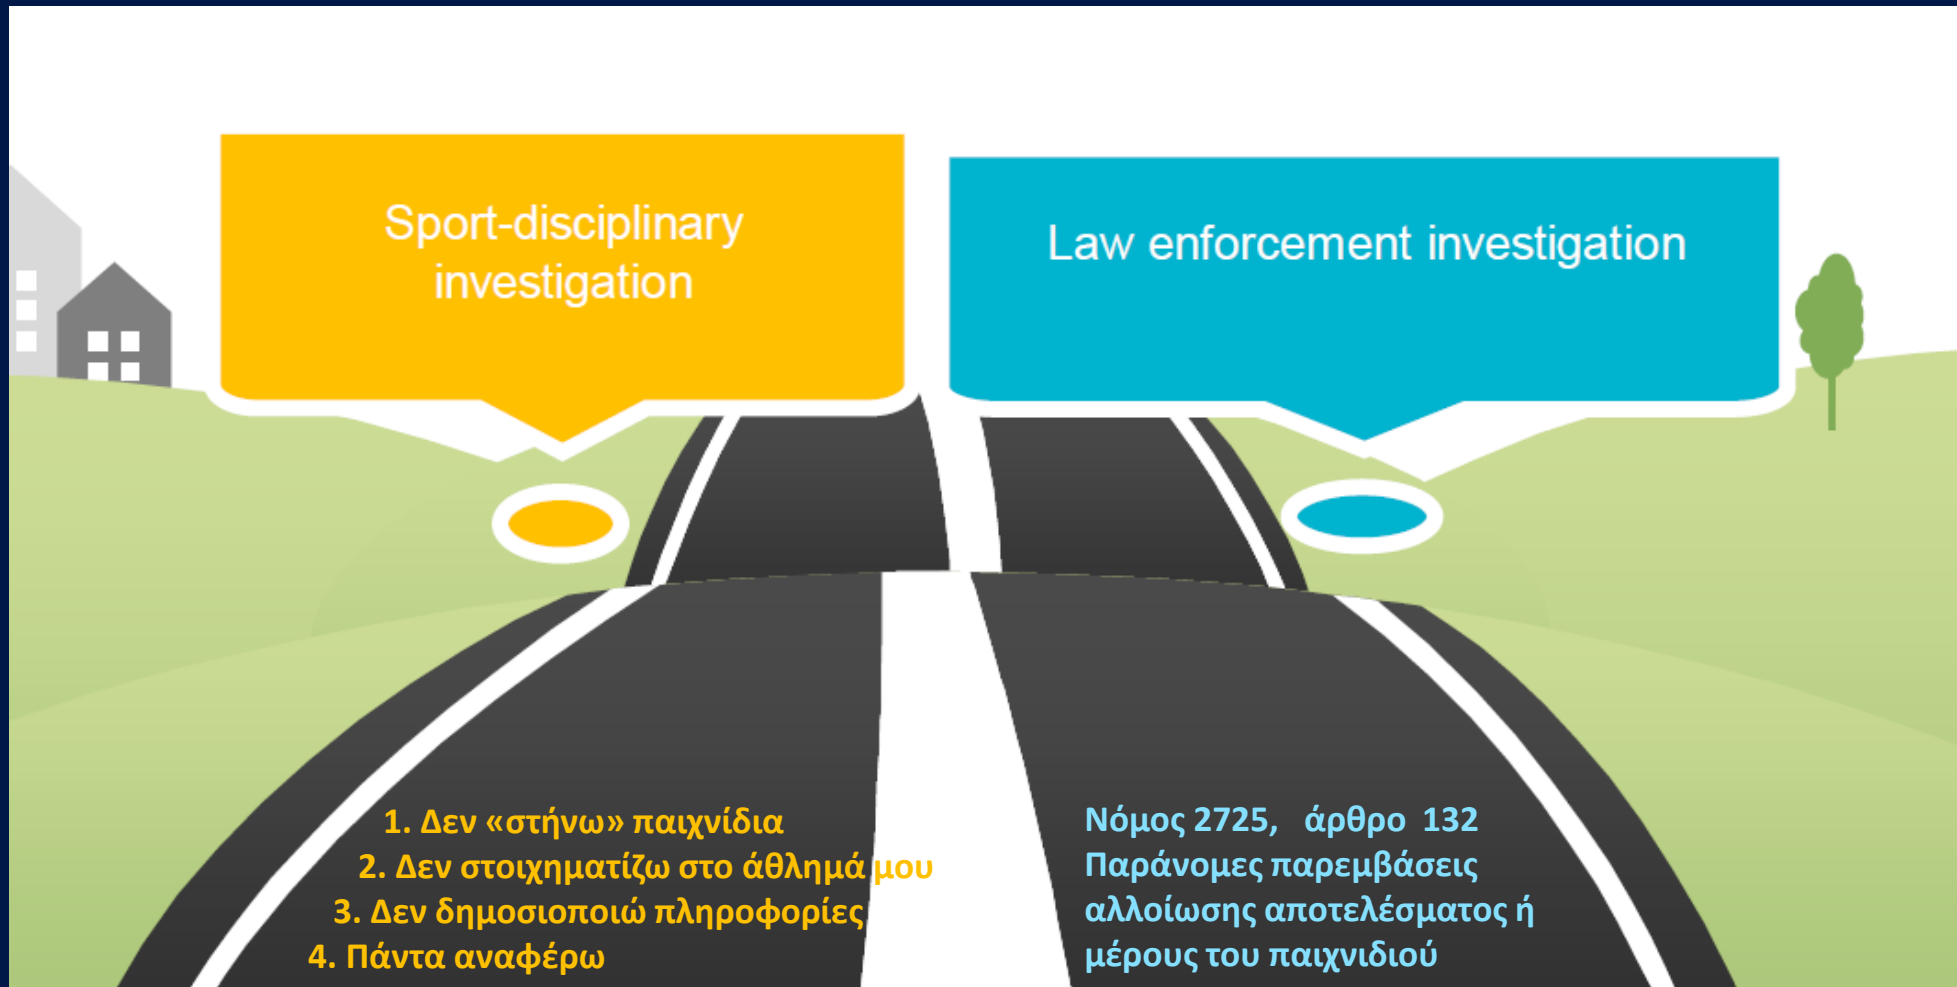 Sport-disciplinary
investigation
Law enforcement investigation
1. Δεν «στήνω» παιχνίδια
2. Δεν στοιχηματίζω στο άθλημά μου
3. Δεν δημοσιοποιώ πληροφορίες
4. Πάντα αναφέρω
Νόμος 2725, άρθρο 132
Παράνομες παρεμβάσεις
αλλοίωσης αποτελέσματος ή
μέρους του παιχνιδιού